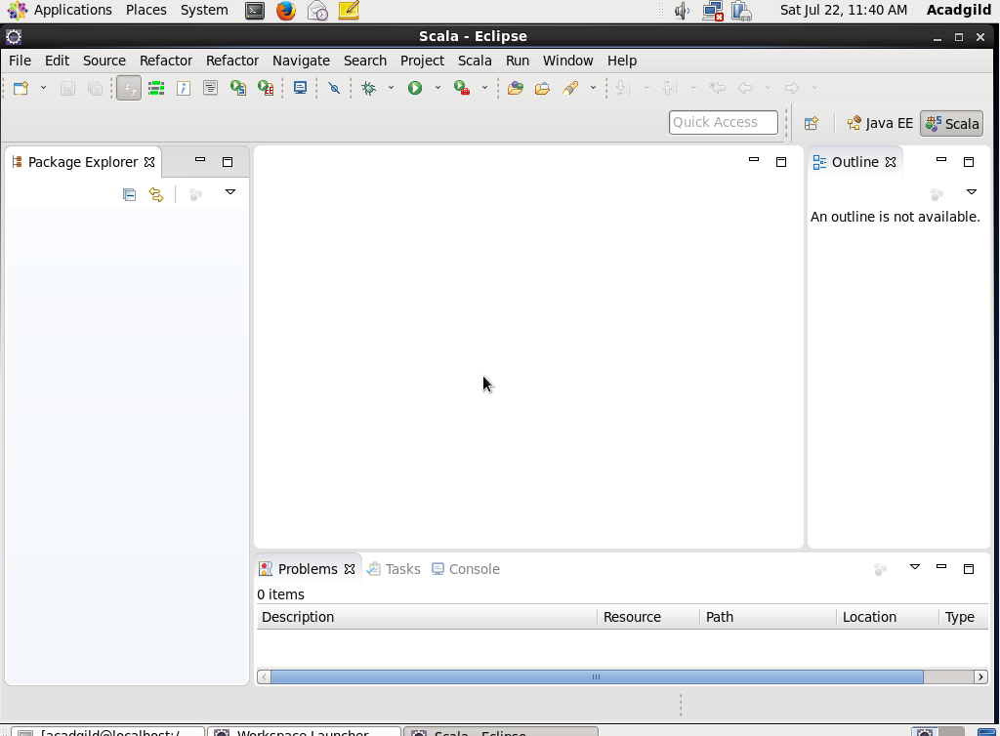 Applications Places System Sat Jul 22, 11:40 AM Acadgild
Scala - Eclipse
File Edit Source Refactor Refactor Navigate Search Project Scala Run Window Help
Quick Access Java EE Scala
Package Explorer
Outline
An outline is not available.
Problems Tasks Console
0 items
Description Resource Path Location Type
[acadgild@localhost:/ Workspace Launcher Scala - Eclipse